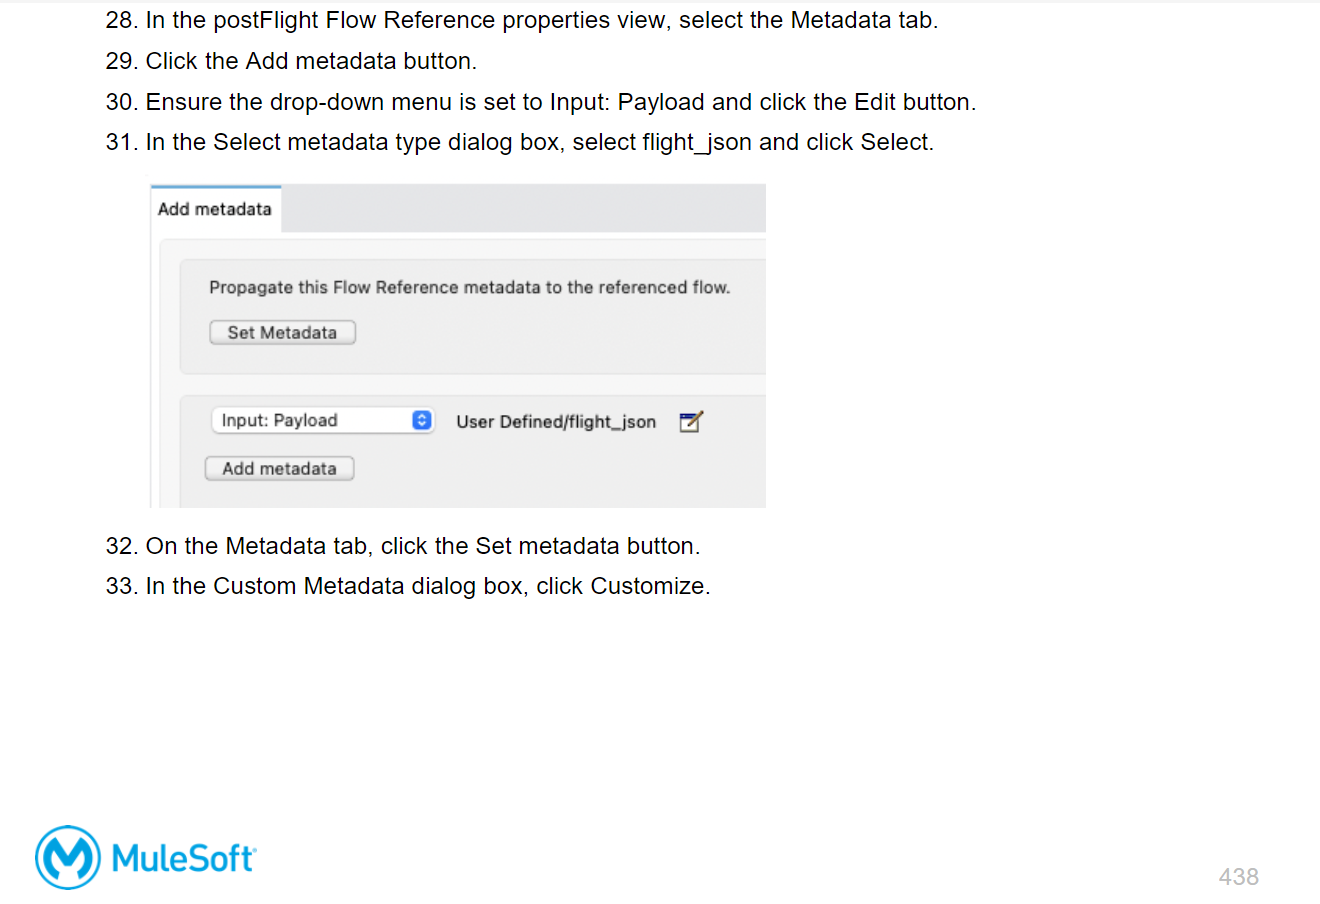 28. In the postFlight Flow Reference properties view, select the Metadata tab.
29. Click the Add metadata button.
30. Ensure the drop-down menu is set to Input: Payload and click the Edit button.
31. In the Select metadata type dialog box, select flight_json and click Select.
Add metadata
Propagate this Flow Reference metadata to the referenced flow.
Set Metadata
Input: Payload User Defined/flight_json
Add metadata
32. On the Metadata tab, click the Set metadata button.
33. In the Custom Metadata dialog box, click Customize.
MuleSoft
438